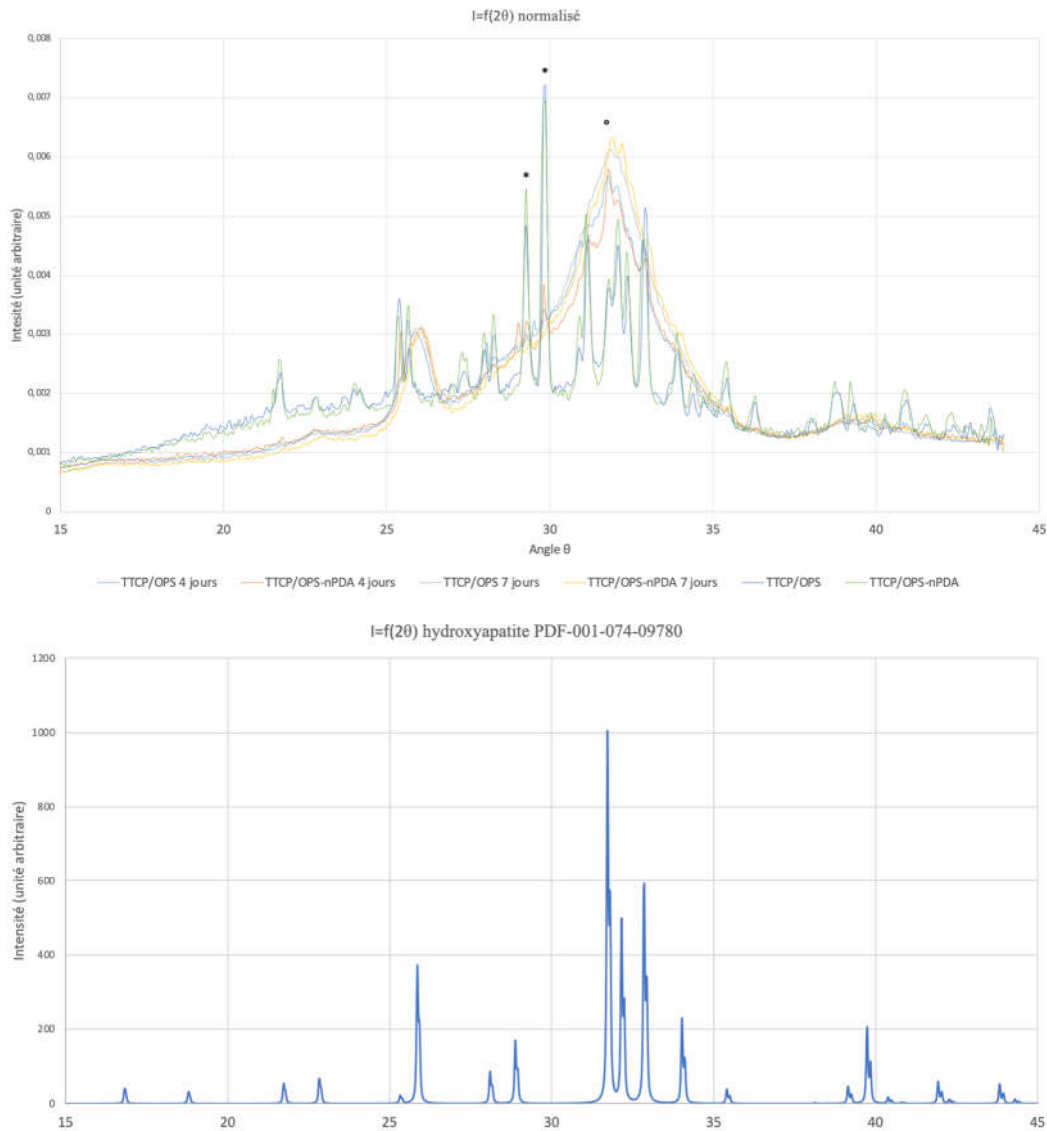 I=f(2θ) normalisé
0,008
0,007
0,006
0,005
0,004
0,003
0,002
0,001
0
Intesité (unité arbitraire)
*
*
°
15 20 25 30 35 40 45
Angle θ
TTCP/OPS 4 jours TTCP/OPS-nPDA 4 jours TTCP/OPS 7 jours TTCP/OPS-nPDA 7 jours TTCP/OPS TTCP/OPS-nPDA
I=f(2θ) hydroxyapatite PDF-001-074-09780
1200
1000
800
600
400
200
0
Intensité (unité arbitraire)
15 20 25 30 35 40 45